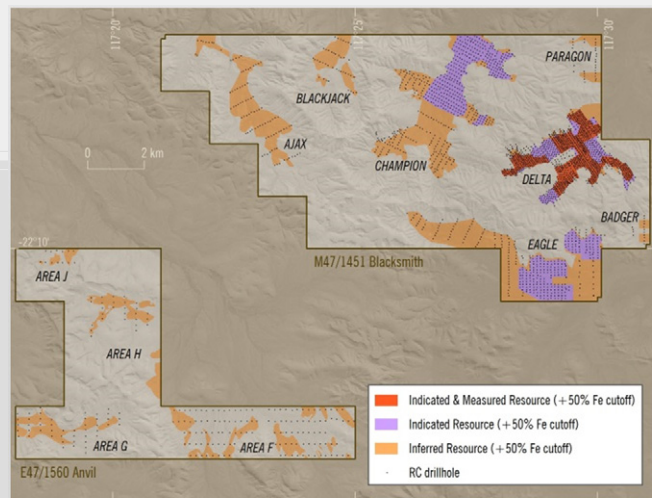 117°20
117°25
117°30
PARAGON
BLACKJACK
AJAX
0 2 km
CHAMPION
DELTA
BADGER
-22°10'
EAGLE
M47/1451 Blacksmith
AREA J
AREA H
AREA G
AREA F
E47/1560 Anvil
Indicated & Measured Resource (+50% Fe cutoff)
Indicated Resource (+50% Fe cutoff)
Inferred Resource (+50% Fe cutoff)
RC drillhole